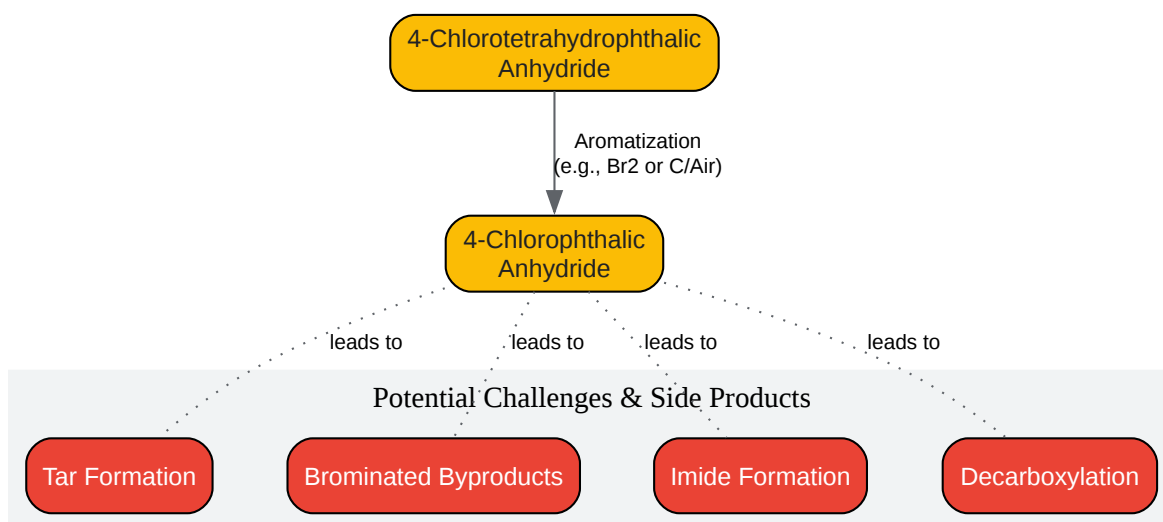 4-Chlorotetrahydrophthalic
Anhydride
Aromatization
(e.g., Br2 or C/Air)
4-Chlorophthalic
Anhydride
leads to
leads to
leads to
leads to
Potential Challenges & Side Products
Tar Formation
Brominated Byproducts
Imide Formation
Decarboxylation